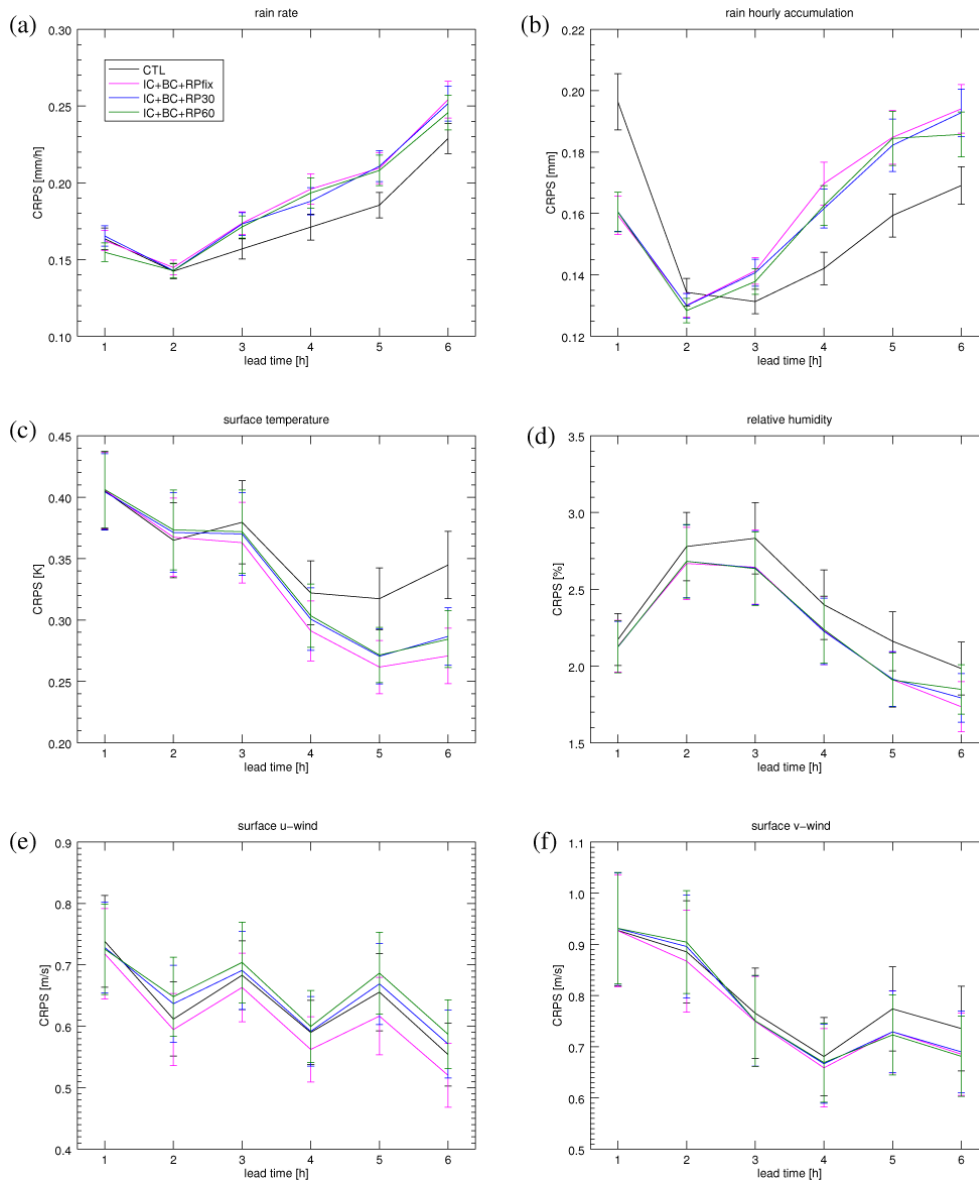 (a)
rain rate
0.30
0.25
0.20
0.15
0.10
CRPS [mm/h]
CTL
IC+BC+RPfix
IC+BC+RP30
IC+BC+RP60
1 2 3 4 5 6
lead time [h]
(b)
rain hourly accumulation
0.22
0.20
0.18
0.16
0.14
0.12
CRPS [mm]
1 2 3 4 5 6
lead time [h]
(c)
surface temperature
0.45
0.40
0.35
0.30
0.25
0.20
CRPS [K]
1 2 3 4 5 6
lead time [h]
(d)
relative humidity
3.5
3.0
2.5
2.0
1.5
CRPS [%]
1 2 3 4 5 6
lead time [h]
(e)
surface u−wind
0.9
0.8
0.7
0.6
0.5
0.4
CRPS [m/s]
1 2 3 4 5 6
lead time [h]
(f)
surface v−wind
1.1
1.0
0.9
0.8
0.7
0.6
0.5
CRPS [m/s]
1 2 3 4 5 6
lead time [h]